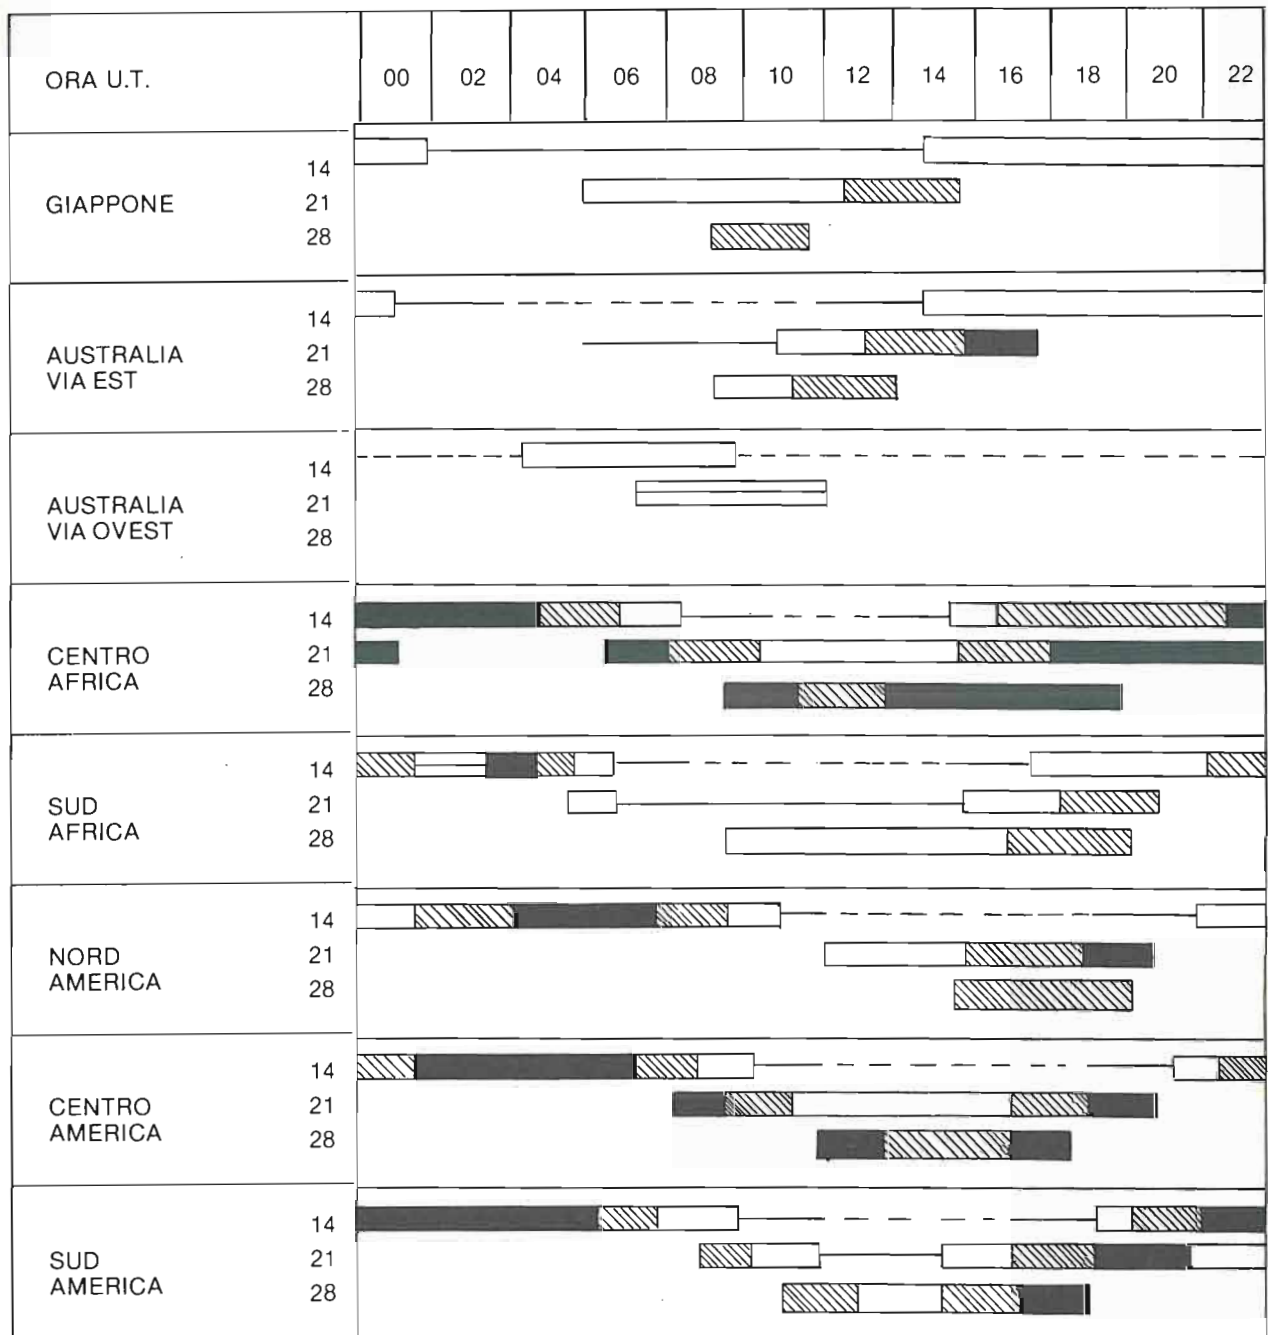 ORA U.T. 00 02 04 06 08 10 12 14 16 18 20 22
14
GIAPPONE 21
28
14
AUSTRALIA 21
VIA EST 28
14
AUSTRALIA 21
VIA OVEST 28
14
CENTRO 21
AFRICA 28
14
SUD 21
AFRICA 28
14
NORD 21
AMERICA 28
14
CENTRO 21
AMERICA 28
14
SUD 21
AMERICA 28